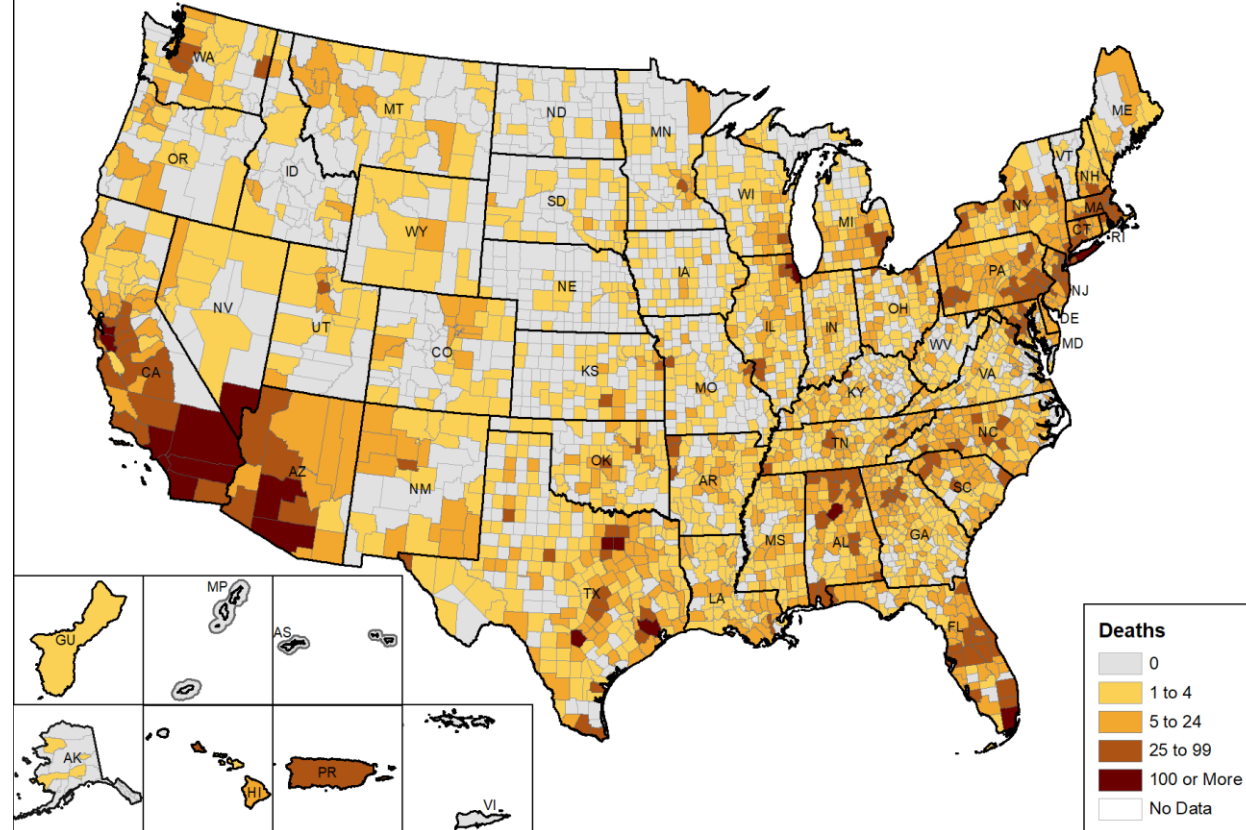 WA
MT
ND
MN
ME
OR
ID
SD
WI
MI
VT
NH
NY
MA
CT
RI
WY
IA
PA
NJ
NV
NE
OH
UT
IL
IN
DE
MD
CO
WV
CA
KS
MO
VA
KY
AZ
NM
OK
TN
NC
AR
SC
MS
AL
GA
TX
LA
FL
MP
GU
AS
AK
HI
PR
VI
Deaths
0
1 to 4
5 to 24
25 to 99
100 or More
No Data